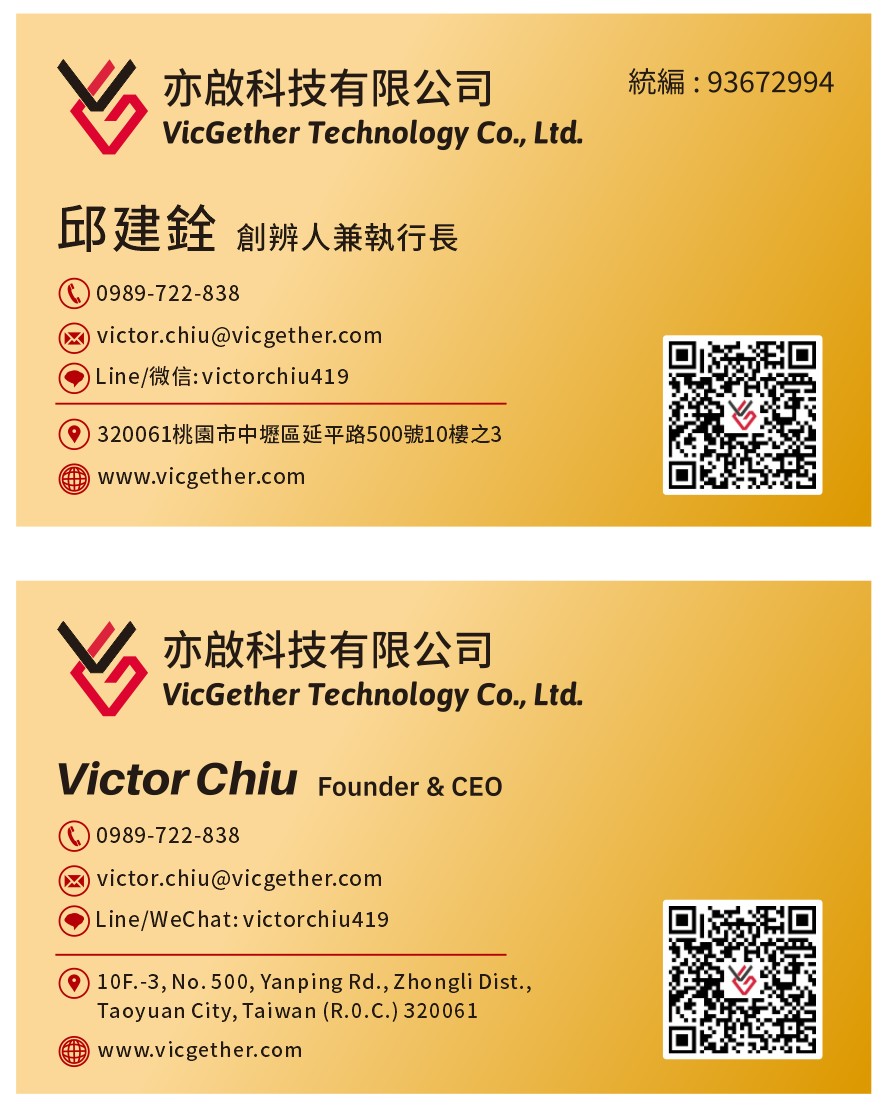 亦啟科技有限公司
統編 : 93672994
VicGether Technology Co., Ltd.
邱建銓 創辨人兼執行長
0989-722-838
victor.chiu@vicgether.com
Line/微信: victorchiu419
320061桃園市中壢區延平路500號10樓之3
www.vicgether.com
亦啟科技有限公司
VicGether Technology Co., Ltd.
Victor Chiu Founder & CEO
0989-722-838
victor.chiu@vicgether.com
Line/WeChat: victorchiu419
10F.-3, No. 500, Yanping Rd., Zhongli Dist.,
Taoyuan City, Taiwan (R.O.C.) 320061
www.vicgether.com